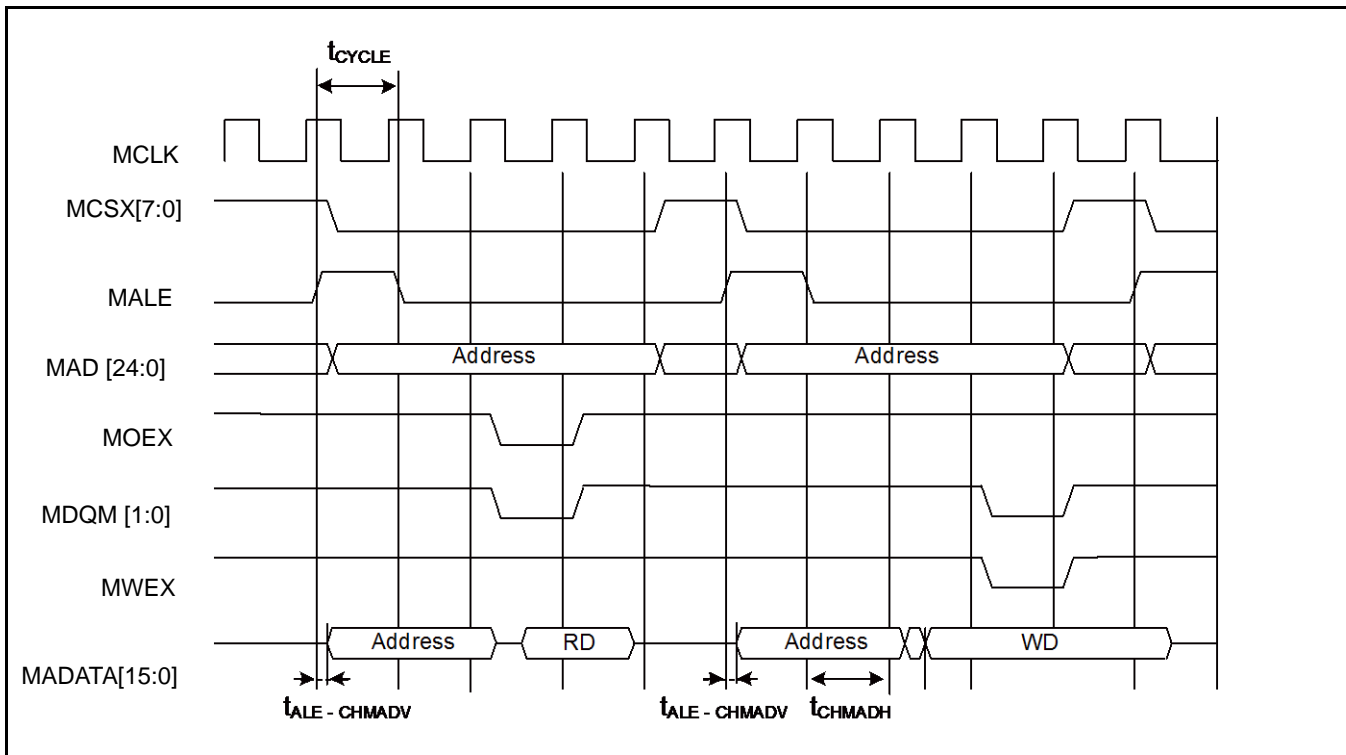 tCYCLE
MCLK
MCSX[7:0]
MALE
MAD [24:0]
Address
Address
MOEX
MDQM [1:0]
MWEX
MADATA[15:0]
Address
RD
Address
WD
tALE - CHMADV
tALE - CHMADV
tCHMADH